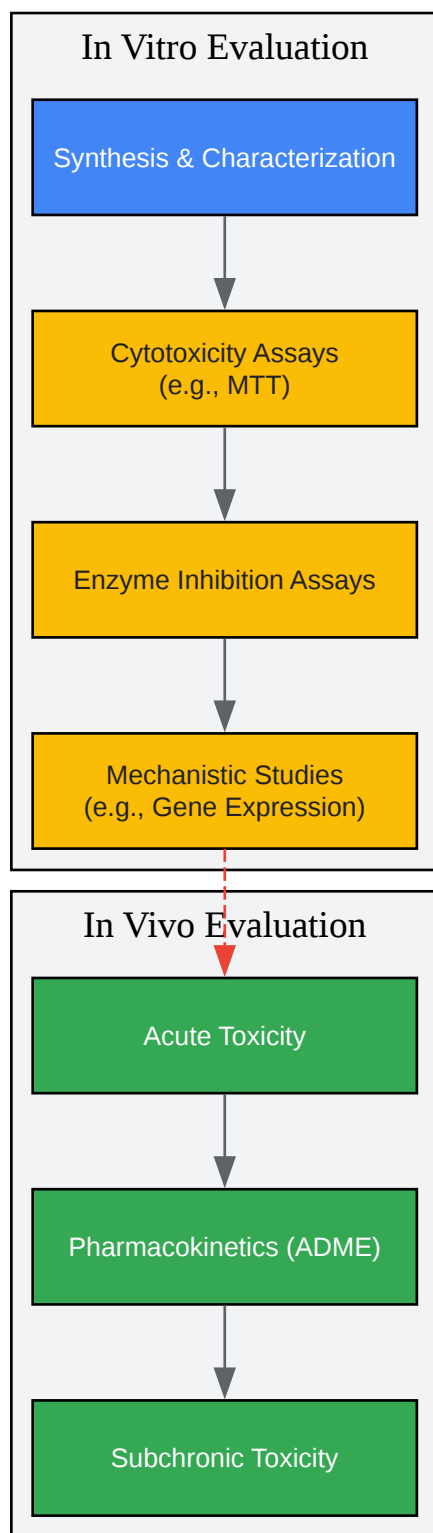 In Vitro Evaluation
Synthesis & Characterization
Cytotoxicity Assays
(e.g., MTT)
Enzyme Inhibition Assays
Mechanistic Studies
(e.g., Gene Expression)
In Vivo Evaluation
Acute Toxicity
Pharmacokinetics (ADME)
Subchronic Toxicity